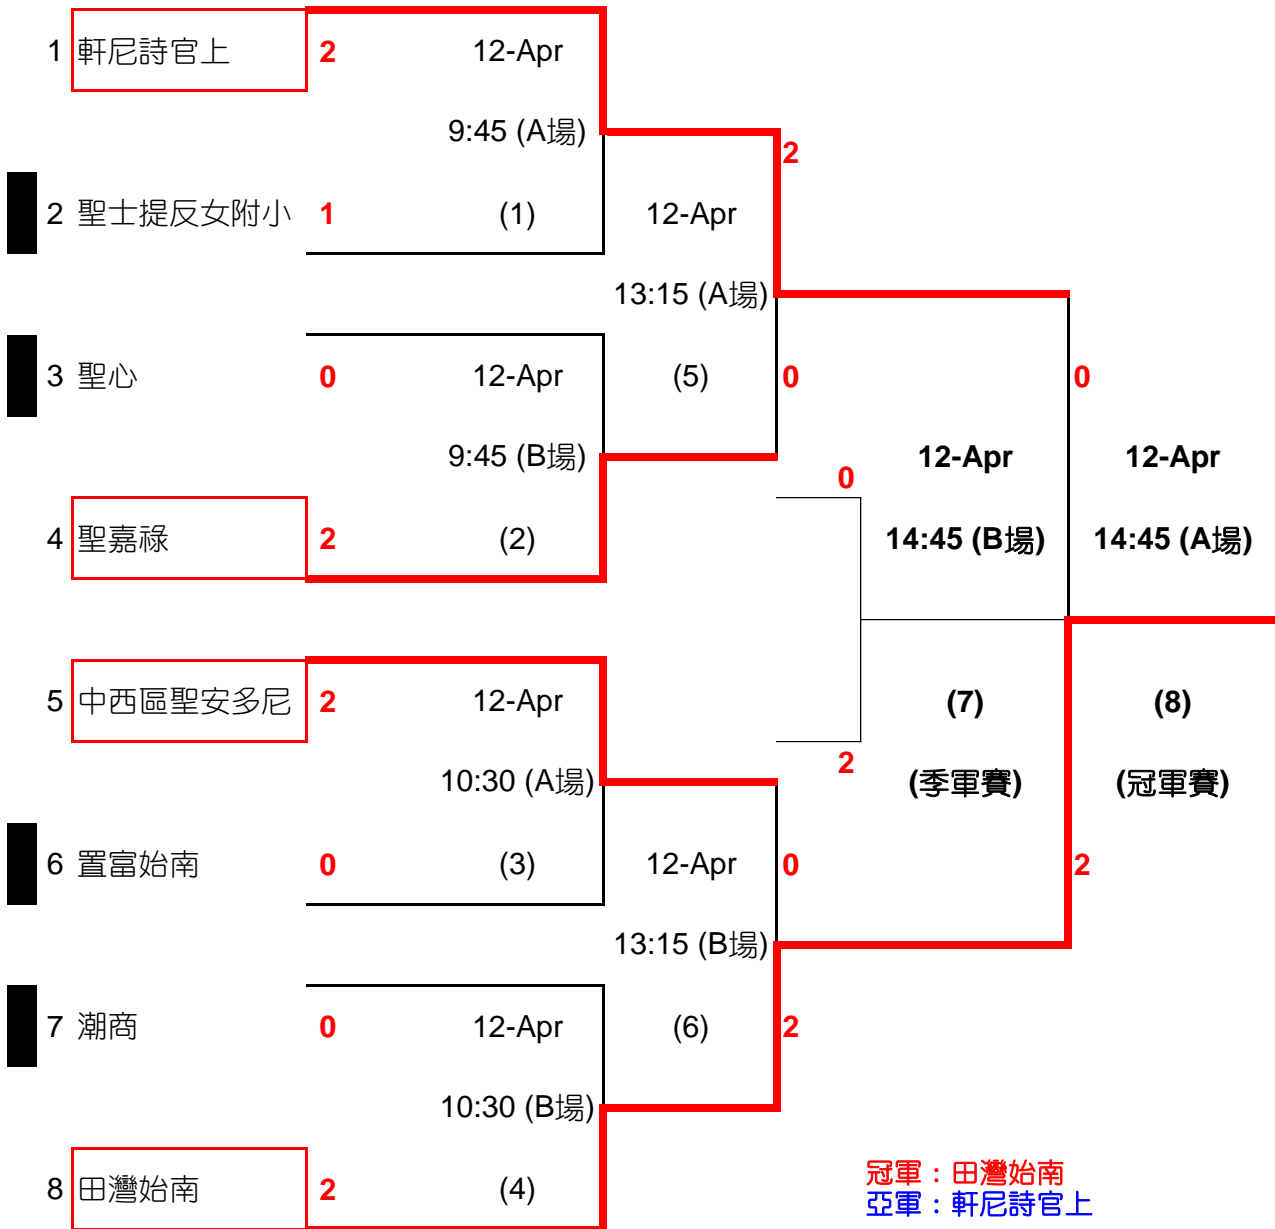 1 軒尼詩官上 2 12-Apr
9:45 (A場)
2
2 聖士提反女附小 1 (1) 12-Apr
13:15 (A場)
3 聖心 0 12-Apr (5) 0 0
9:45 (B場) 12-Apr 12-Apr
0
4 聖嘉祿 2 (2) 14:45 (B場) 14:45 (A場)
5 中西區聖安多尼 2 12-Apr (7) (8)
2
10:30 (A場) (季軍賽) (冠軍賽)
6 置富始南 0 (3) 12-Apr 0 2
13:15 (B場)
7 潮商 0 12-Apr (6) 2
10:30 (B場)
冠軍：田灣始南
8 田灣始南 2 (4)
亞軍：軒尼詩官上